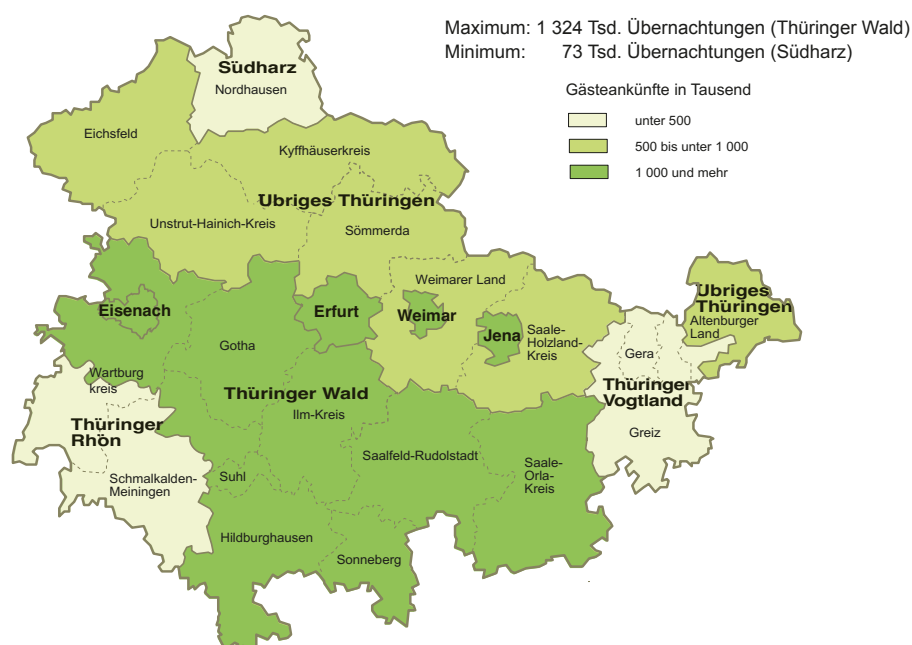 Maximum: 1 324 Tsd. Übernachtungen (Thüringer Wald)
Minimum: 73 Tsd. Übernachtungen (Südharz)
Gästeankünfte in Tausend
unter 500
500 bis unter 1 000
1 000 und mehr
Südharz
Nordhausen
Eichsfeld
Kyffhäuserkreis
Übriges Thüringen
Unstrut-Hainich-Kreis
Sömmerda
Weimarer Land
Übriges
Thüringen
Altenburger
Land
Eisenach
Erfurt
Weimar
Jena
Saale-
Holzland-
Kreis
Gera
Gotha
Wartburg
kreis
Thüringer Wald
Ilm-Kreis
Thüringer
Vogtland
Greiz
Thüringer
Rhön
Saalfeld-Rudolstadt
Saale-
Orla-
Kreis
Schmalkalden-
Meiningen
Suhl
Hildburghausen
Sonneberg